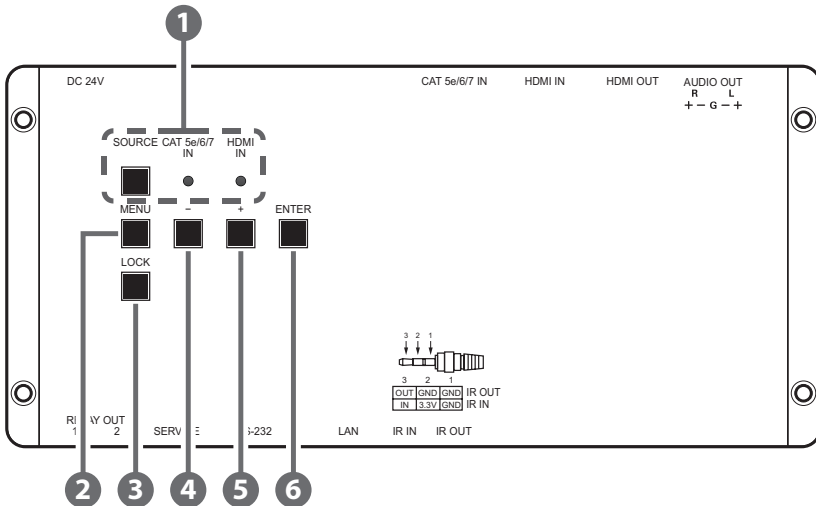 1
DC 24V CAT 5e/6/7 IN HDMI IN HDMI OUT AUDIO OUT
R L
+ − G − +
SOURCE CAT 5e/6/7 IN HDMI IN
MENU − + ENTER
LOCK
3 2 1
3 2 1
OUT GND GND IR OUT
IN 3.3V GND IR IN
OUT
2 SERVICE LAN IR IN IR OUT
2 3 4 5 6